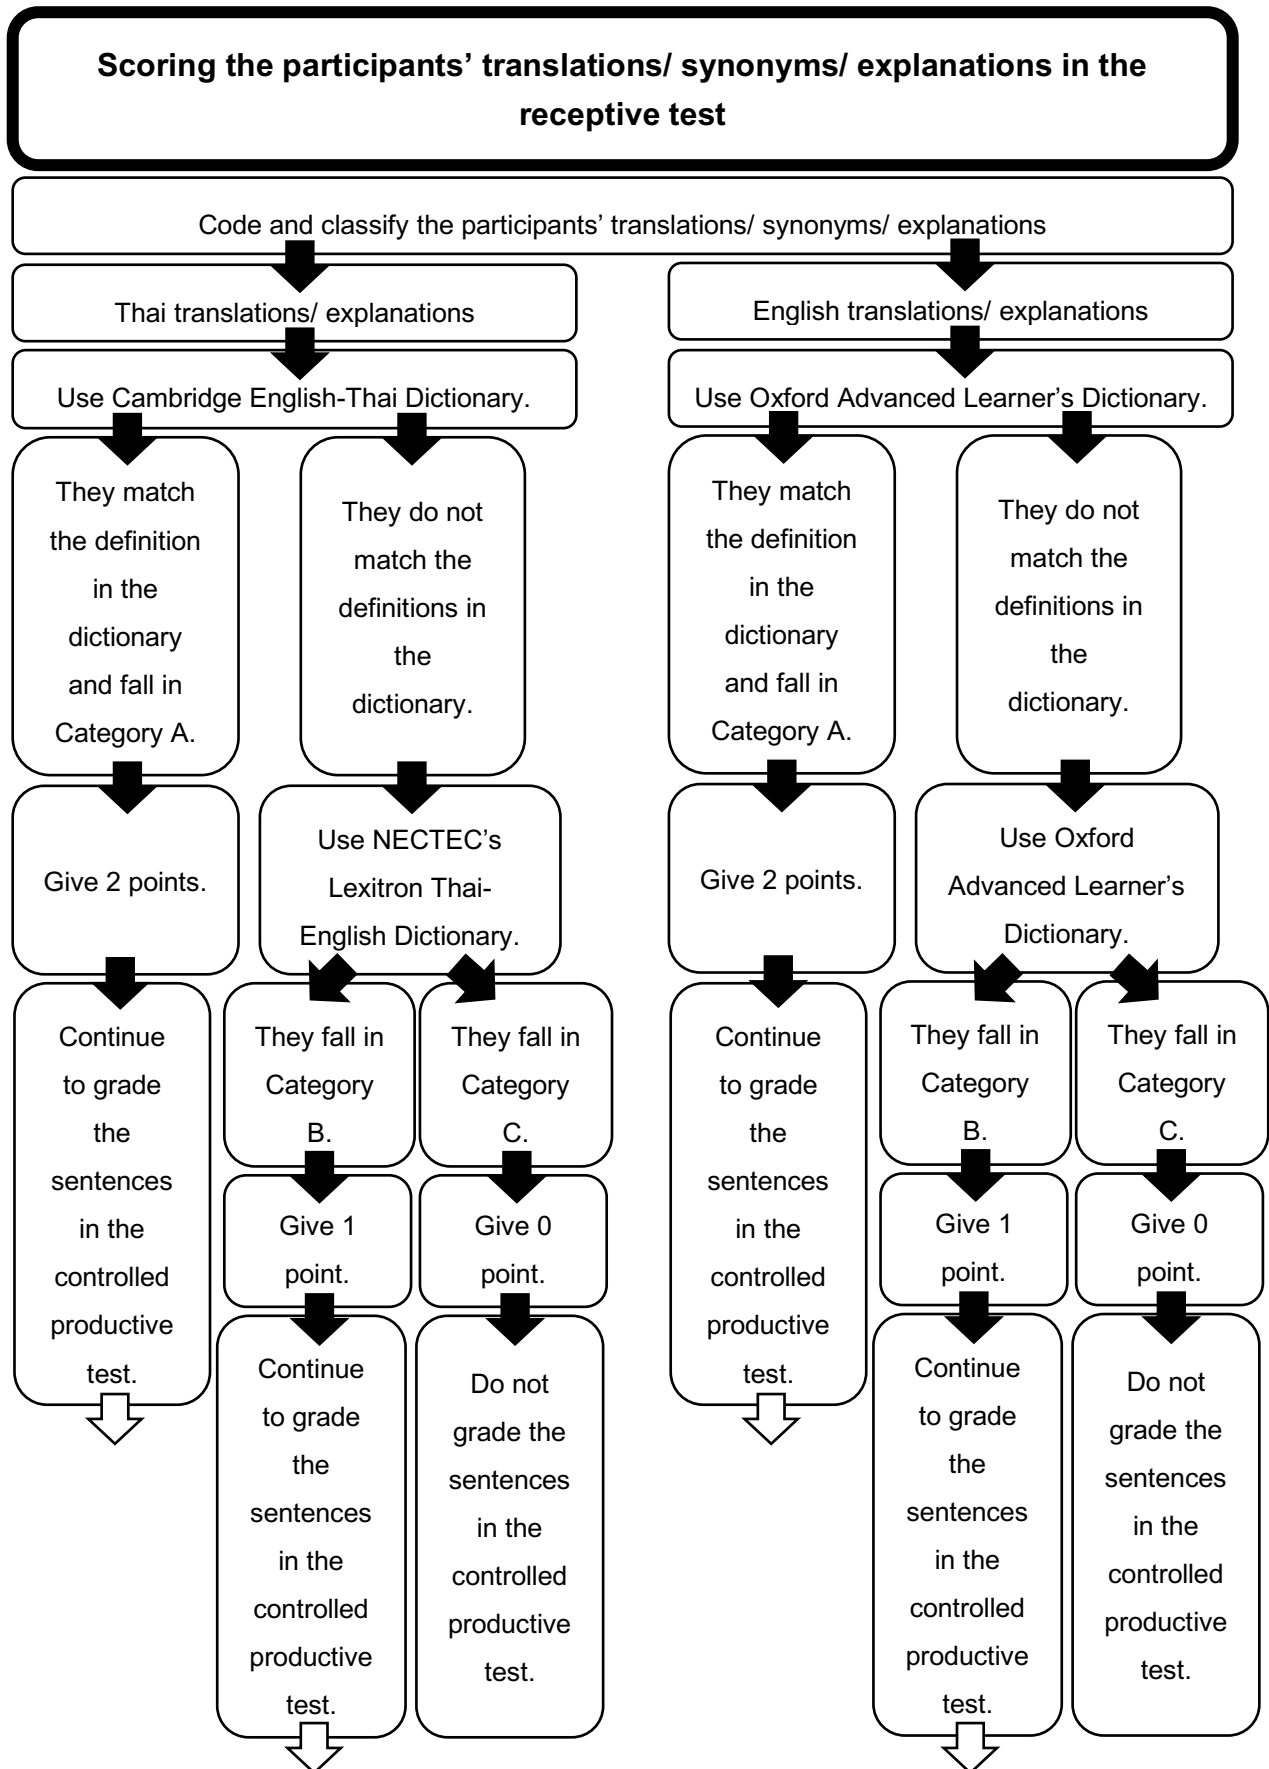 Scoring the participants’ translations/ synonyms/ explanations in the
receptive test
Code and classify the participants’ translations/ synonyms/ explanations
Thai translations/ explanations
Use Cambridge English-Thai Dictionary.
They match
the definition
in the
dictionary
and fall in
Category A.
Give 2 points.
Continue
to grade
the
sentences
in the
controlled
productive
test.
They do not
match the
definitions in
the
dictionary.
Use NECTEC’s
Lexitron Thai-
English Dictionary.
They fall in
Category
B.
Give 1
point.
Continue
to grade
the
sentences
in the
controlled
productive
test.
They fall in
Category
C.
Give 0
point.
Do not
grade the
sentences
in the
controlled
productive
test.
English translations/ explanations
Use Oxford Advanced Learner’s Dictionary.
They match
the definition
in the
dictionary
and fall in
Category A.
Give 2 points.
Continue
to grade
the
sentences
in the
controlled
productive
test.
They do not
match the
definitions in
the
dictionary.
Use Oxford
Advanced Learner’s
Dictionary.
They fall in
Category
B.
Give 1
point.
Continue
to grade
the
sentences
in the
controlled
productive
test.
They fall in
Category
C.
Give 0
point.
Do not
grade the
sentences
in the
controlled
productive
test.